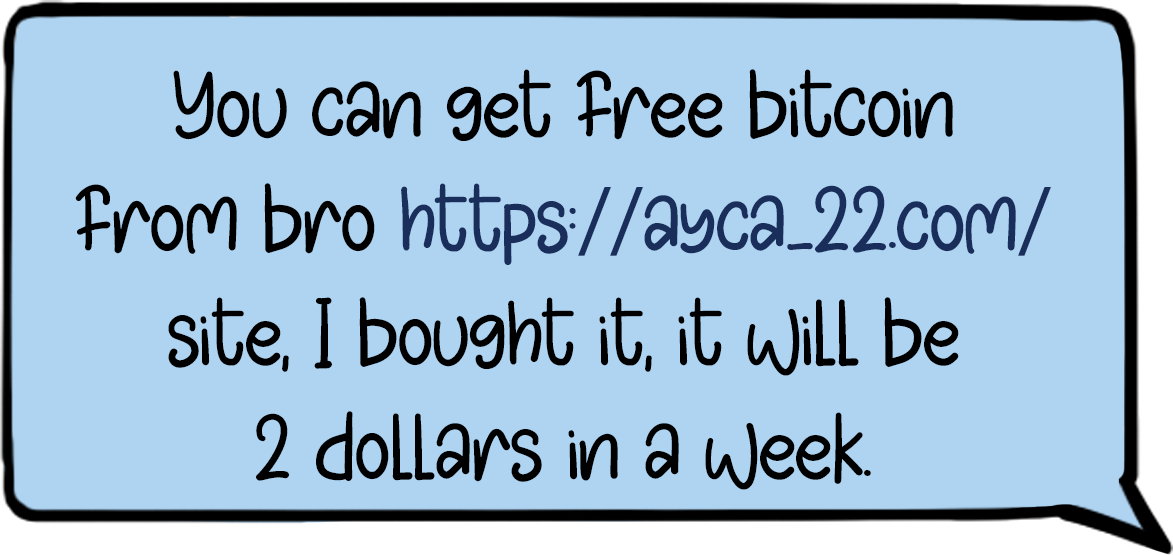 You can get free bitcoin
from bro https://ayca_22.com/
site, I bought it, it will be
2 dollars in a week.